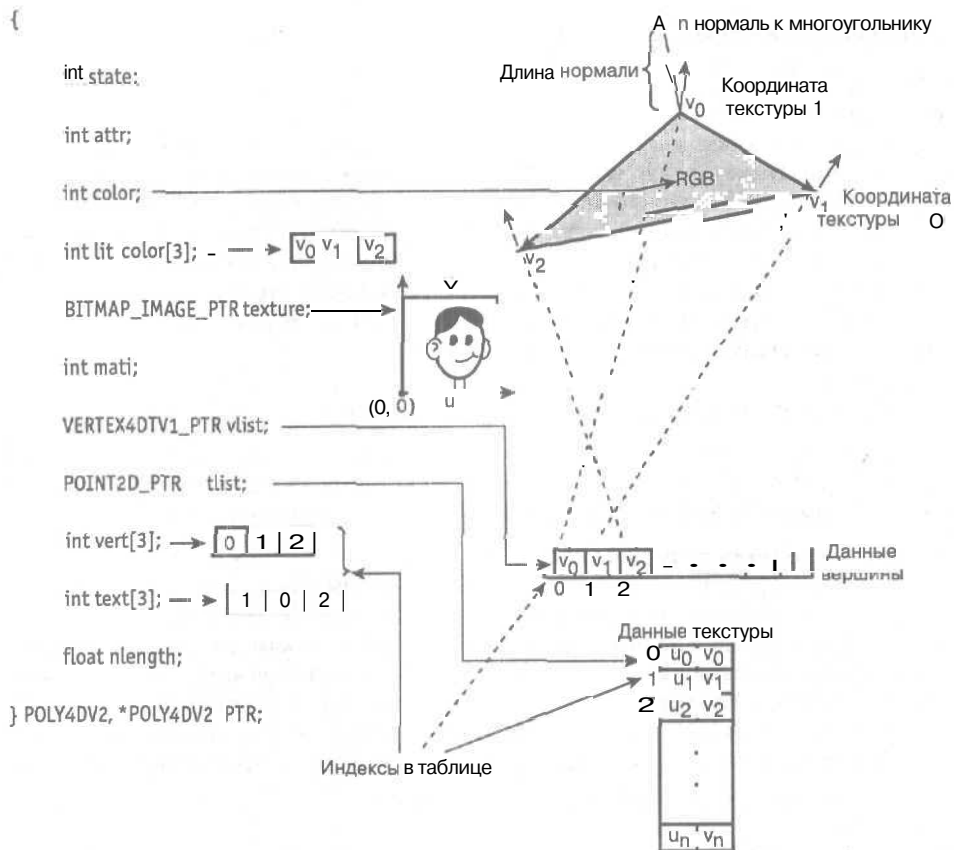 {
int state:
int attr;
int color;
int lit color[3];
v0 v1 v2
BITMAP_IMAGE_PTR texture;
v
(0, 0) u
int mati;
VERTEX4DTV1_PTR vlist;
POINT2D_PTR tlist;
int vert[3];
0 1 | 2 |
int text[3];
| 1 | 0 | 2 |
float nlength;
} POLY4DV2, *POLY4DV2 PTR;
A n нормаль к многоугольнику
Длина нормали {
Координата
текстуры 1
v0
RGB
v1 Координата
текстуры 0
v2
v0 v1 v2
Данные
вершины
0 1 2
Данные текстуры
0 u0 v0
1 u1 v1
2 u2 v2
un vn
Индексы в таблице